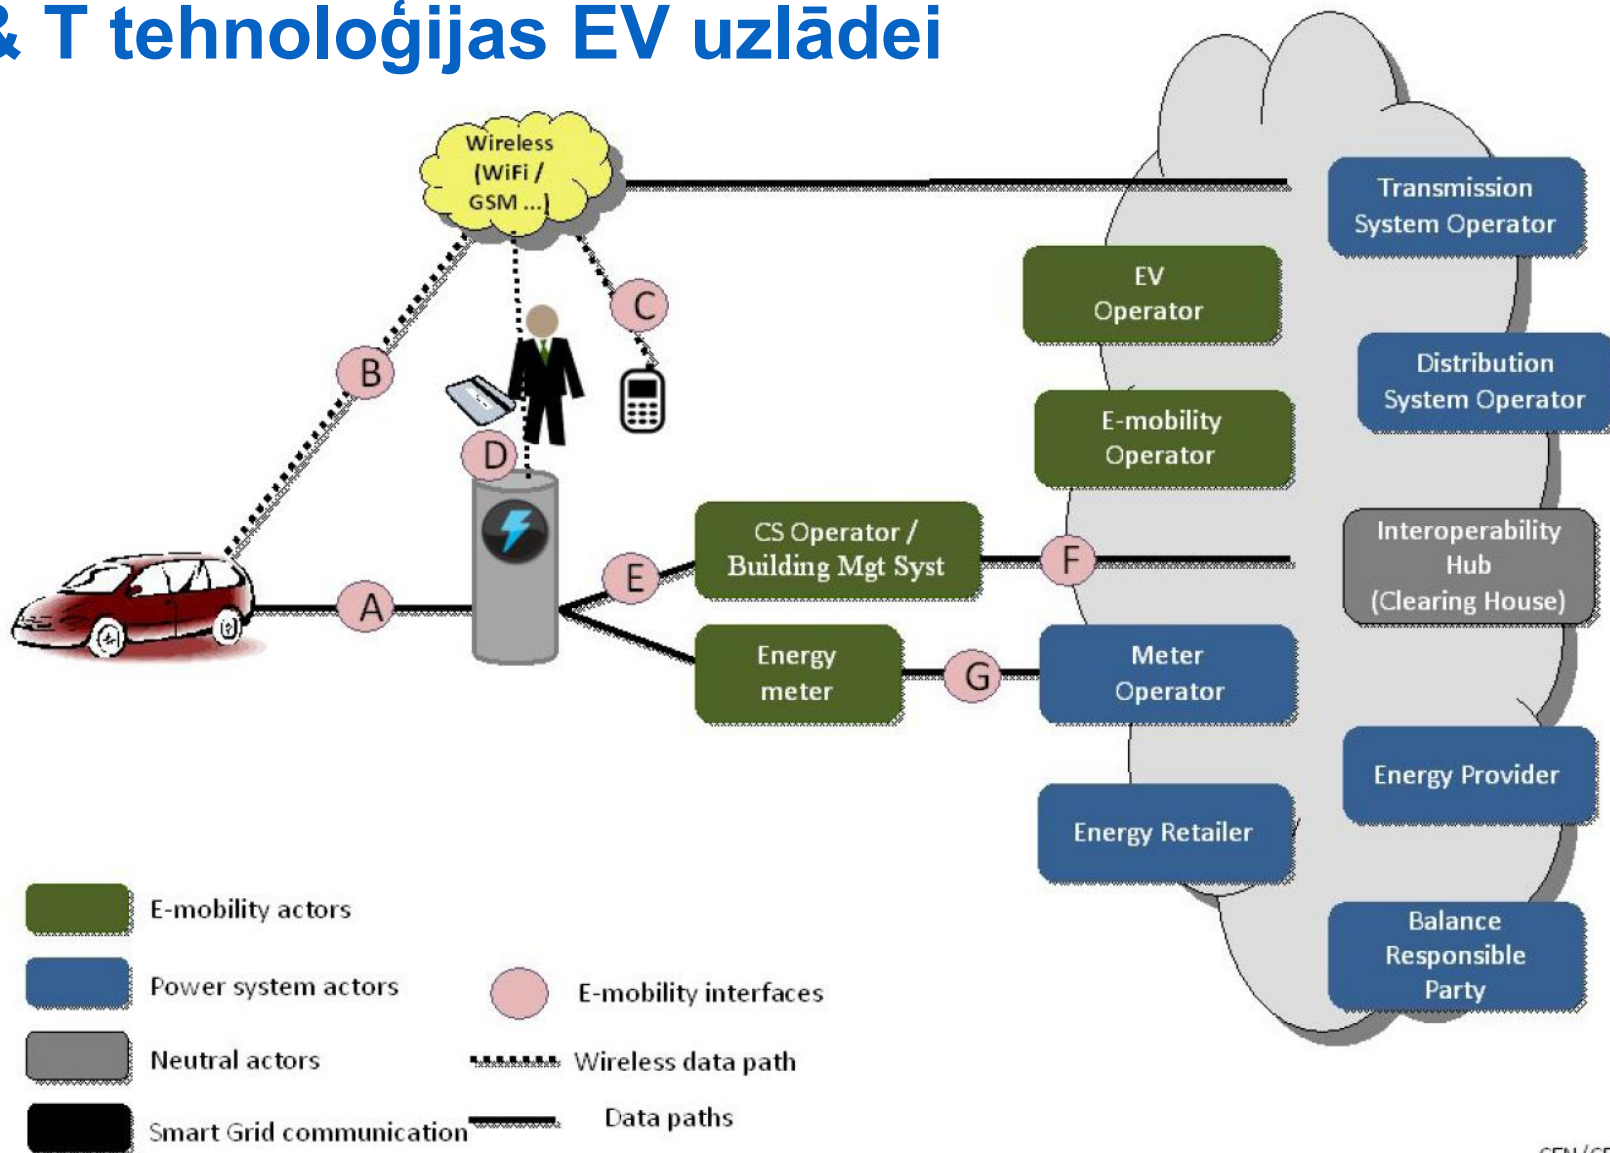 & T tehnoloģijas EV uzlādei
Wireless
(WiFi /
GSM ...)
Transmission
System Operator
EV
Operator
C
B
Distribution
System Operator
E-mobility
Operator
D
CS Operator /
Building Mgt Syst
Interoperability
Hub
(Clearing House)
E
F
A
Energy
meter
G
Meter
Operator
Energy Provider
Energy Retailer
E-mobility actors
Balance
Responsible
Party
Power system actors
E-mobility interfaces
Neutral actors
Wireless data path
Smart Grid communication
Data paths